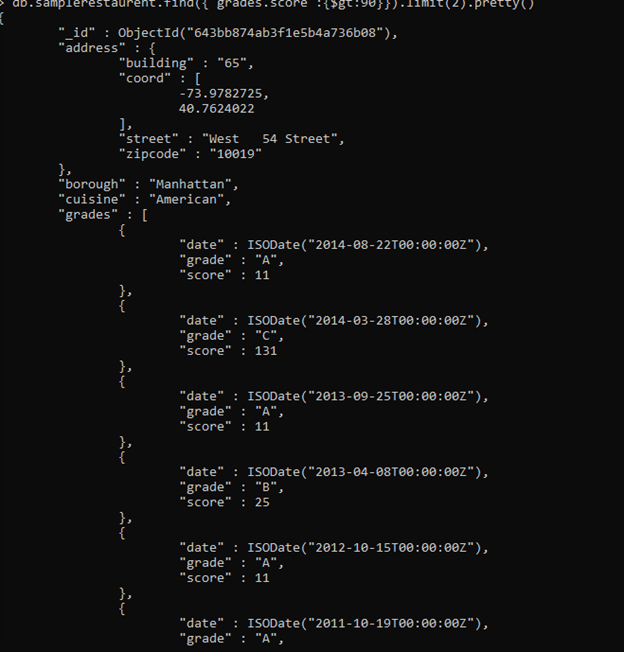 > db.samplerestaurent.find({ grades.score :{$gt:90}}).limit(2).pretty()
{
"_id" : ObjectId("643bb874ab3f1e5b4a736b08"),
"address" : {
"building" : "65",
"coord" : [
-73.9782725,
40.7624022
],
"street" : "West   54 Street",
"zipcode" : "10019"
},
"borough" : "Manhattan",
"cuisine" : "American",
"grades" : [
{
"date" : ISODate("2014-08-22T00:00:00Z"),
"grade" : "A",
"score" : 11
},
{
"date" : ISODate("2014-03-28T00:00:00Z"),
"grade" : "C",
"score" : 131
},
{
"date" : ISODate("2013-09-25T00:00:00Z"),
"grade" : "A",
"score" : 11
},
{
"date" : ISODate("2013-04-08T00:00:00Z"),
"grade" : "B",
"score" : 25
},
{
"date" : ISODate("2012-10-15T00:00:00Z"),
"grade" : "A",
"score" : 11
},
{
"date" : ISODate("2011-10-19T00:00:00Z"),
"grade" : "A",